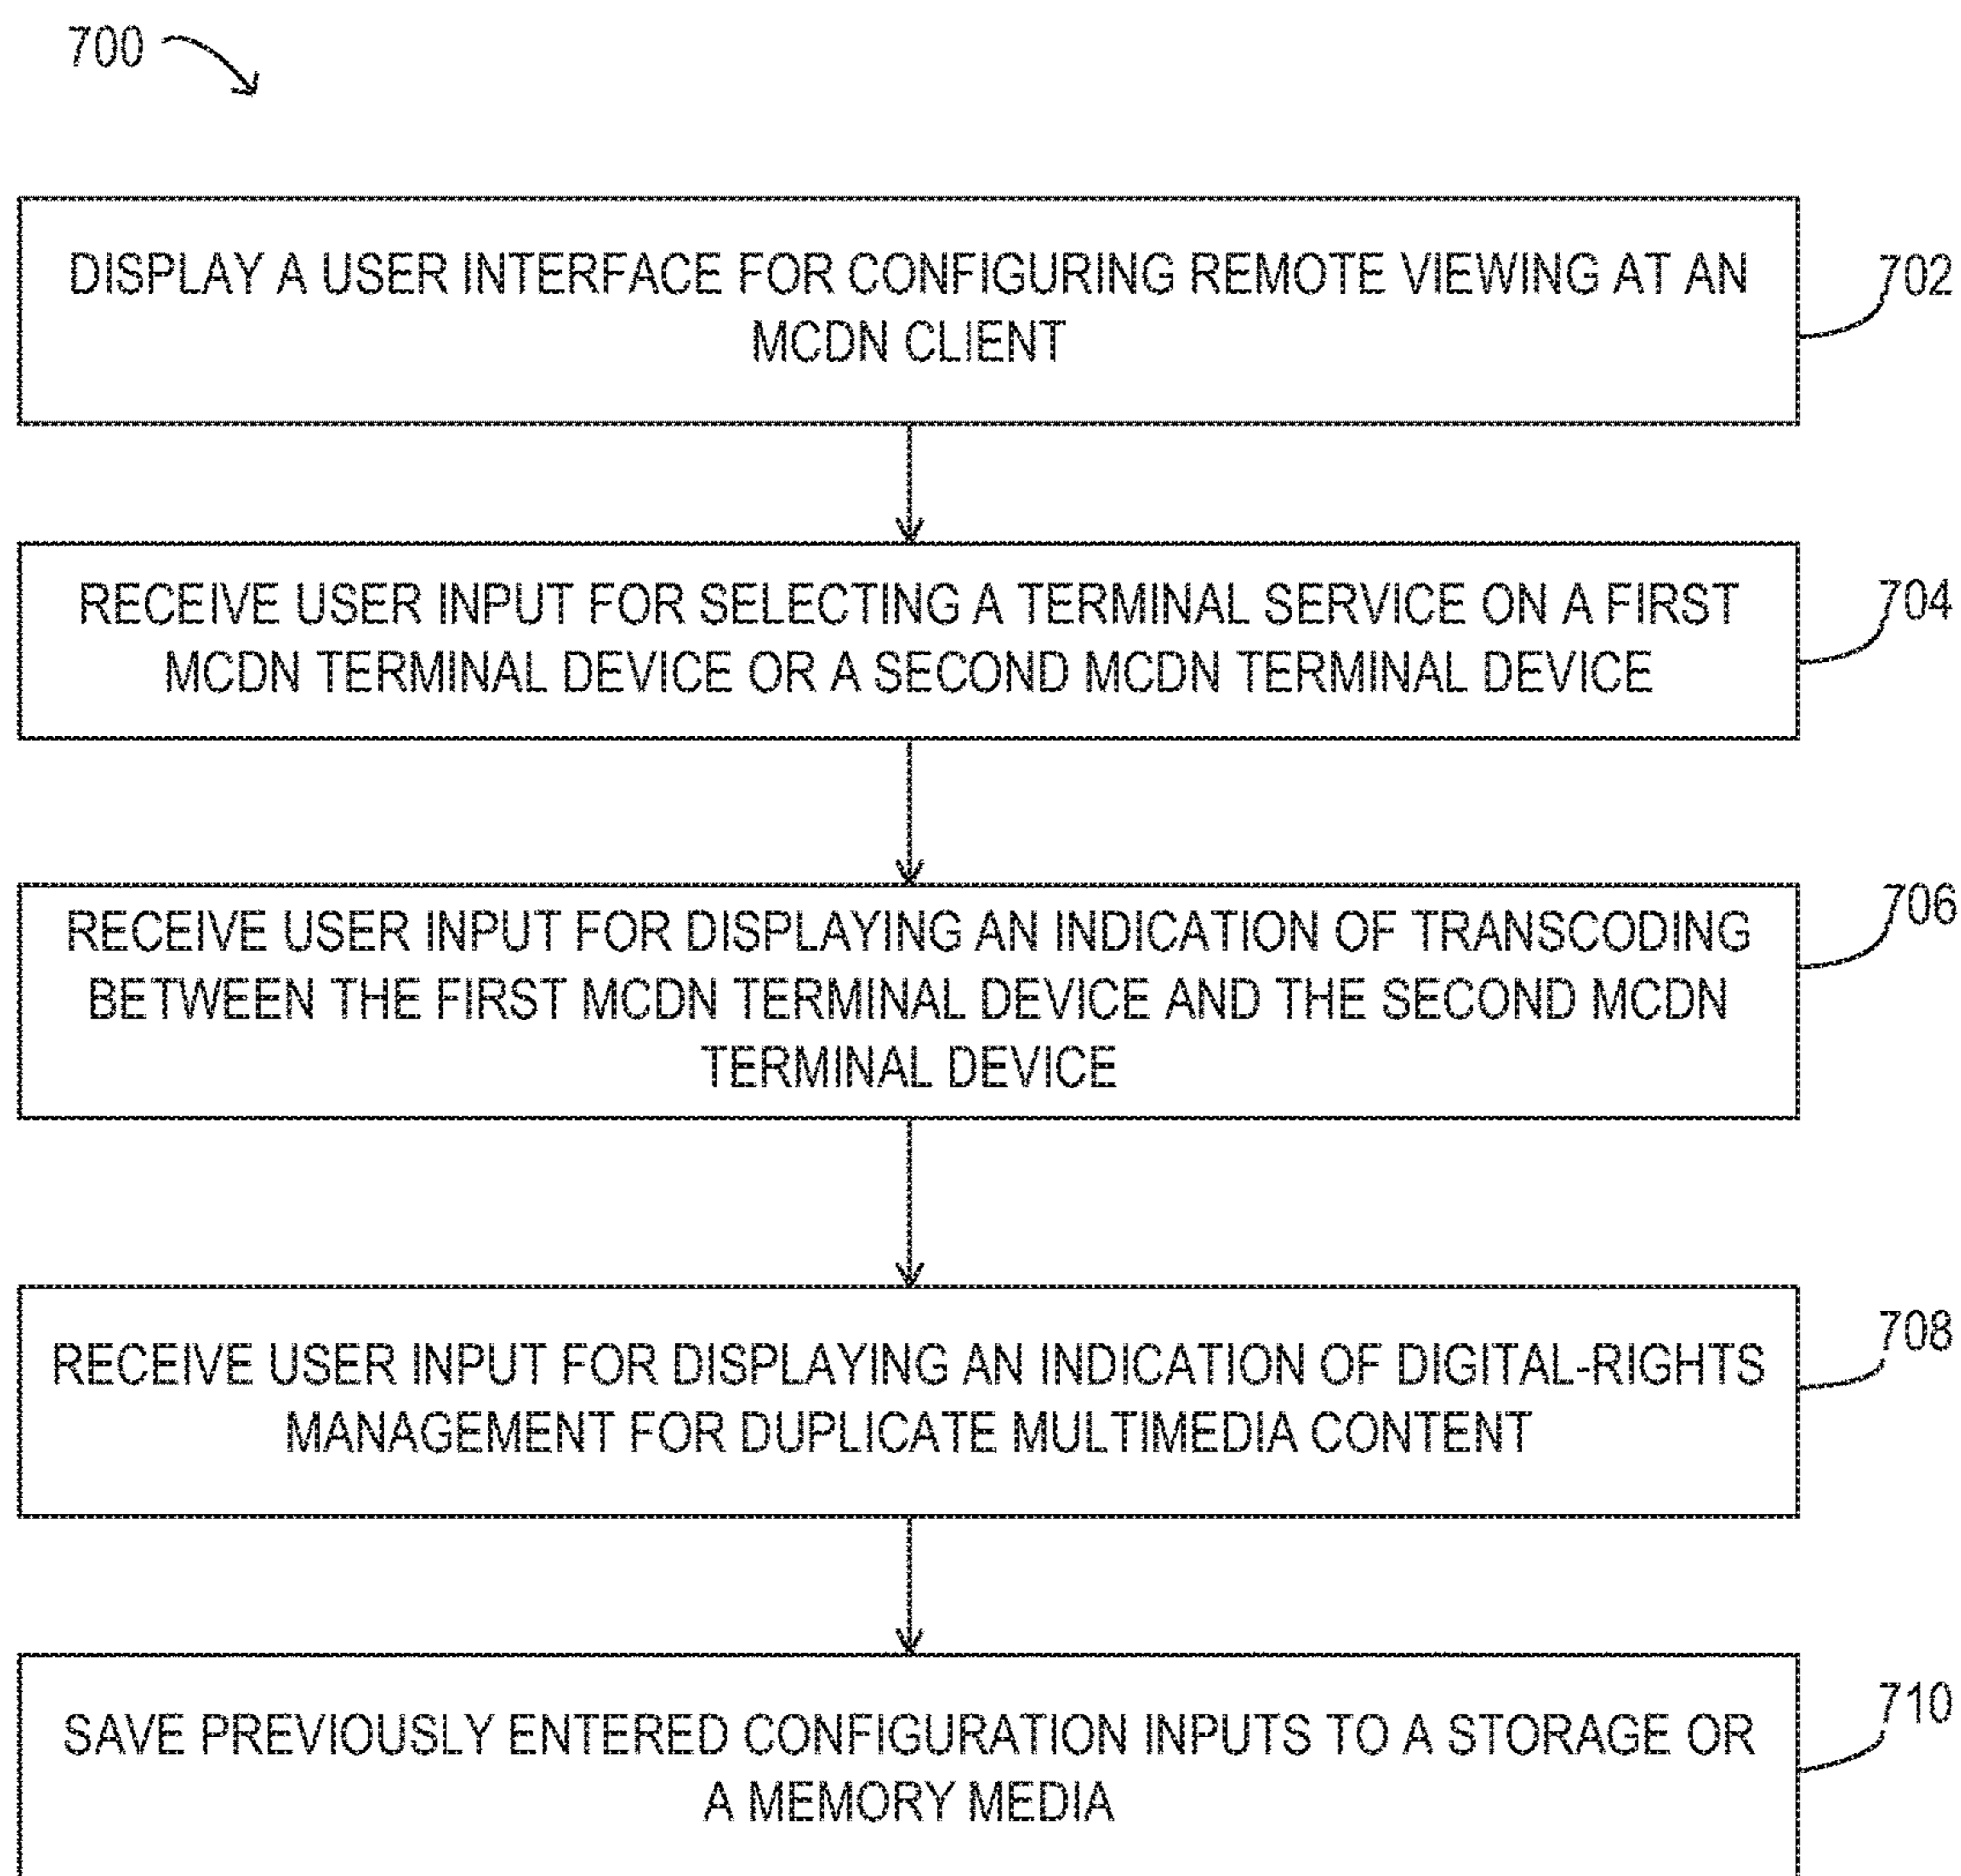 700
DISPLAY A USER INTERFACE FOR CONFIGURING REMOTE VIEWING AT AN
MCDN CLIENT
702
RECEIVE USER INPUT FOR SELECTING A TERMINAL SERVICE ON A FIRST
MCDN TERMINAL DEVICE OR A SECOND MCDN TERMINAL DEVICE
704
RECEIVE USER INPUT FOR DISPLAYING AN INDICATION OF TRANSCODING
BETWEEN THE FIRST MCDN TERMINAL DEVICE AND THE SECOND MCDN
TERMINAL DEVICE
706
RECEIVE USER INPUT FOR DISPLAYING AN INDICATION OF DIGITAL-RIGHTS
MANAGEMENT FOR DUPLICATE MULTIMEDIA CONTENT
708
SAVE PREVIOUSLY ENTERED CONFIGURATION INPUTS TO A STORAGE OR
A MEMORY MEDIA
710